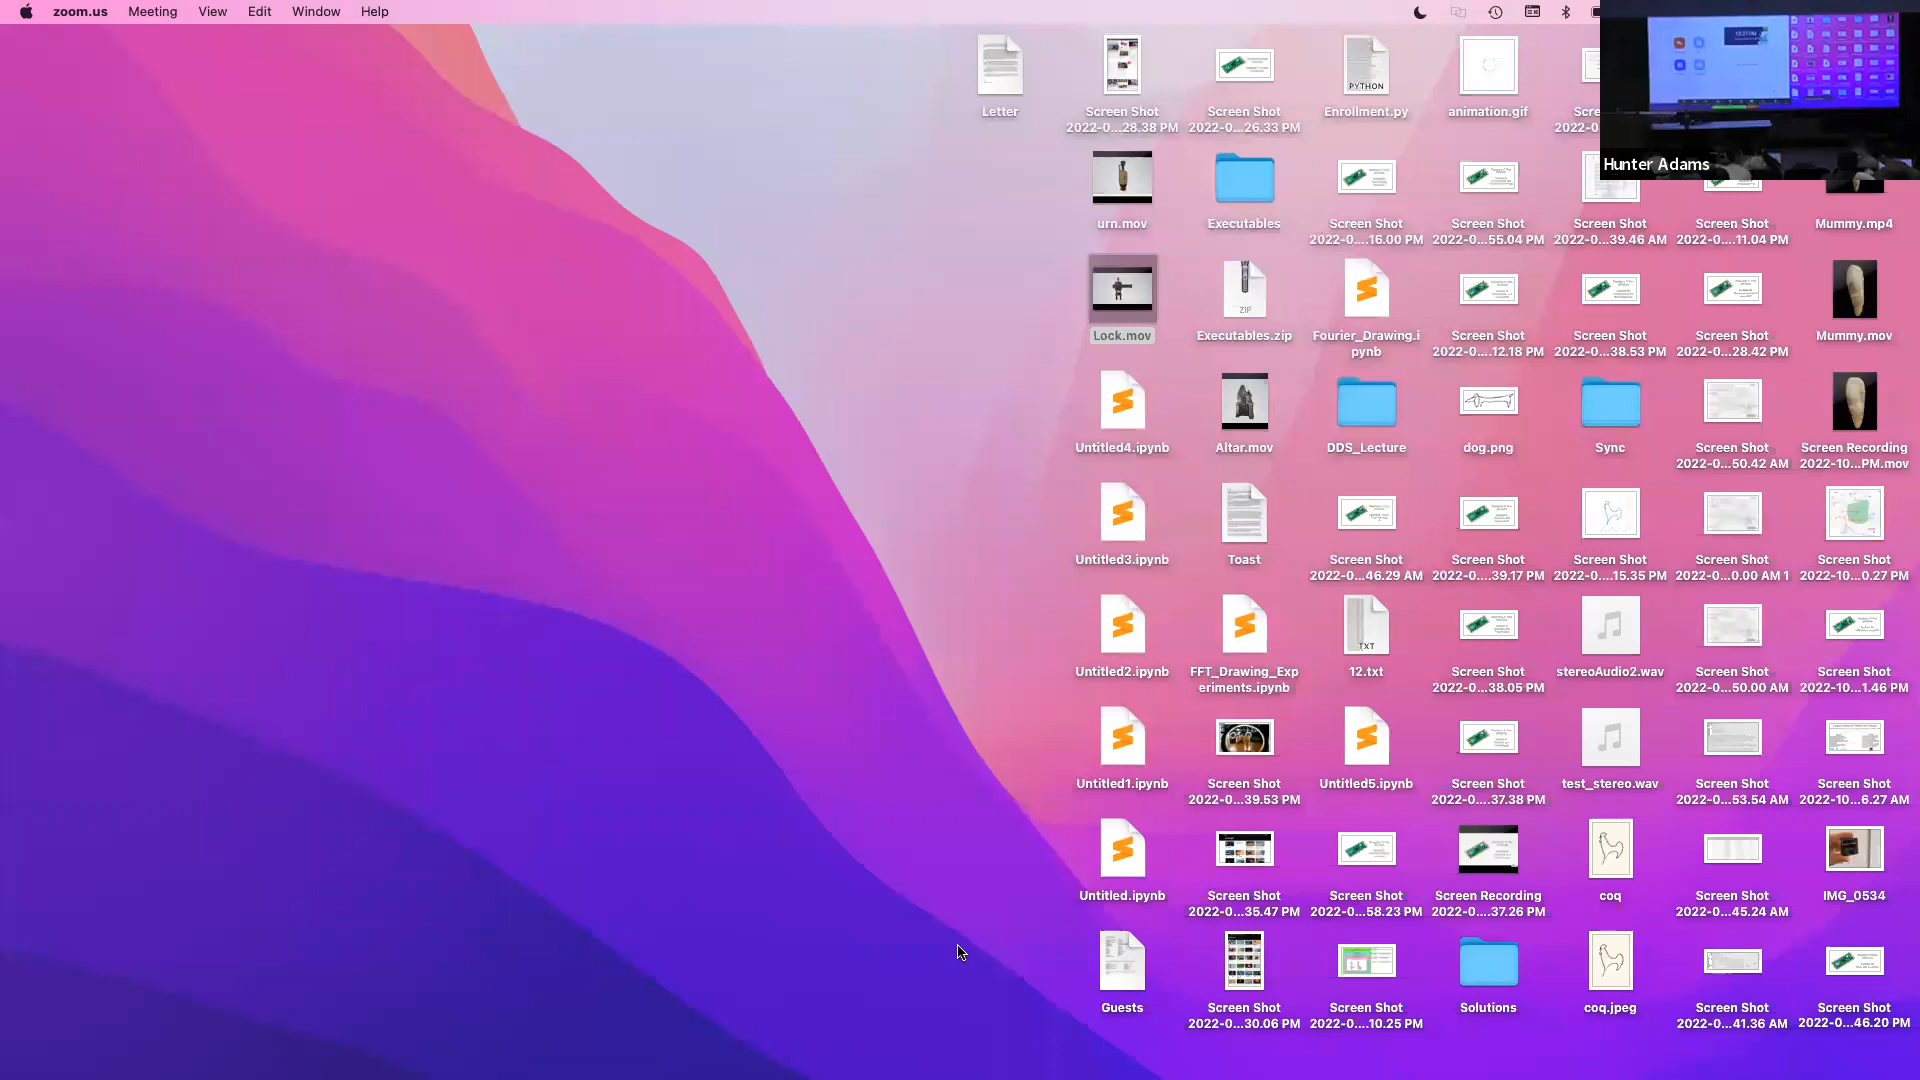 zoom.us Meeting View Edit Window Help
Hunter Adams
Letter
Screen Shot
2022-0...28.38 PM
Screen Shot
2022-0...26.33 PM
Enrollment.py
PYTHON
animation.gif
urn.mov
Executables
Screen Shot
2022-0....16.00 PM
Screen Shot
2022-0...55.04 PM
Screen Shot
2022-0...39.46 AM
Screen Shot
2022-0....11.04 PM
Mummy.mp4
Lock.mov
ZIP
Executables.zip
Fourier_Drawing.i
pynb
Screen Shot
2022-0....12.18 PM
Screen Shot
2022-0...38.53 PM
Screen Shot
2022-0...28.42 PM
Mummy.mov
Untitled4.ipynb
Altar.mov
DDS_Lecture
dog.png
Sync
Screen Shot
2022-0...50.42 AM
Screen Recording
2022-10...PM.mov
Untitled3.ipynb
Toast
Screen Shot
2022-0...46.29 AM
Screen Shot
2022-0....39.17 PM
Screen Shot
2022-0....15.35 PM
Screen Shot
2022-0...0.00 AM 1
Screen Shot
2022-10...0.27 PM
Untitled2.ipynb
FFT_Drawing_Exp
eriments.ipynb
TXT
12.txt
Screen Shot
2022-0...38.05 PM
stereoAudio2.wav
Screen Shot
2022-0...50.00 AM
Screen Shot
2022-10...1.46 PM
Untitled1.ipynb
Screen Shot
2022-0...39.53 PM
Untitled5.ipynb
Screen Shot
2022-0....37.38 PM
test_stereo.wav
Screen Shot
2022-0...53.54 AM
Screen Shot
2022-10...6.27 AM
Untitled.ipynb
Screen Shot
2022-0...35.47 PM
Screen Shot
2022-0...58.23 PM
Screen Recording
2022-0....37.26 PM
coq
Screen Shot
2022-0...45.24 AM
IMG_0534
Guests
Screen Shot
2022-0...30.06 PM
Screen Shot
2022-0....10.25 PM
Solutions
coq.jpeg
Screen Shot
2022-0...41.36 AM
Screen Shot
2022-0...46.20 PM